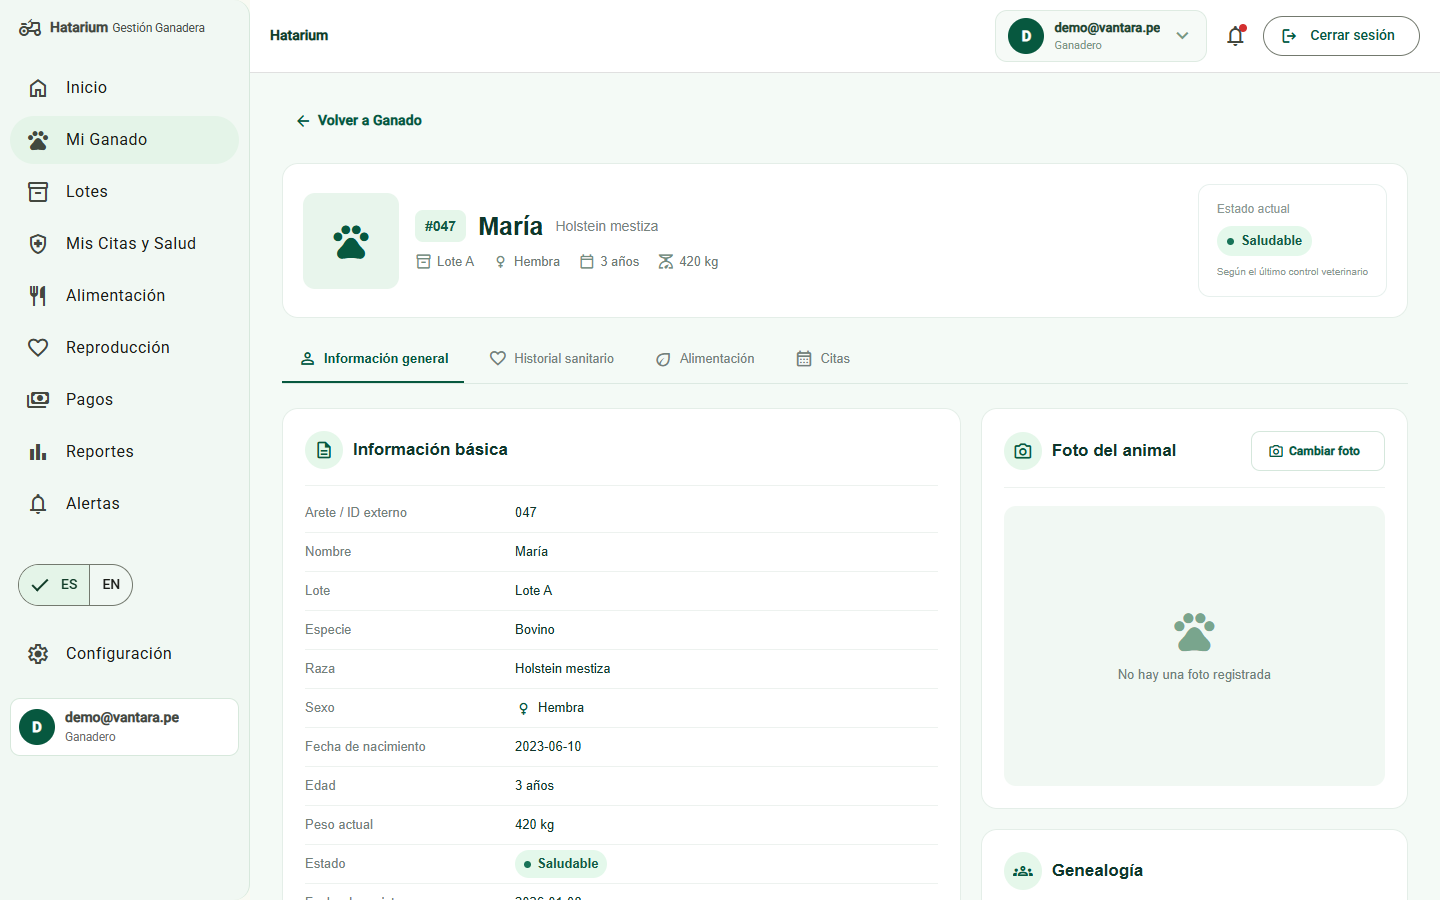 Hatarium Gestión Ganadera
Inicio
Mi Ganado
Lotes
Mis Citas y Salud
Alimentación
Reproducción
Pagos
Reportes
Alertas
ES EN
Configuración
D demo@vantara.pe
Ganadero
Hatarium
D demo@vantara.pe
Ganadero
Cerrar sesión
Volver a Ganado
#047 María Holstein mestiza
Lote A Hembra 3 años 420 kg
Estado actual
Saludable
Según el último control veterinario
Información general Historial sanitario Alimentación Citas
Información básica
Arete / ID externo 047
Nombre María
Lote Lote A
Especie Bovino
Raza Holstein mestiza
Sexo Hembra
Fecha de nacimiento 2023-06-10
Edad 3 años
Peso actual 420 kg
Estado Saludable
Foto del animal Cambiar foto
No hay una foto registrada
Genealogía